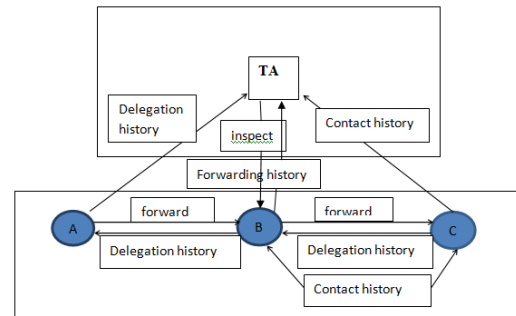 TA
Delegation
history
Contact history
inspect
Forwarding history
forward
forward
A
B
C
Delegation history
Delegation history
Contact history